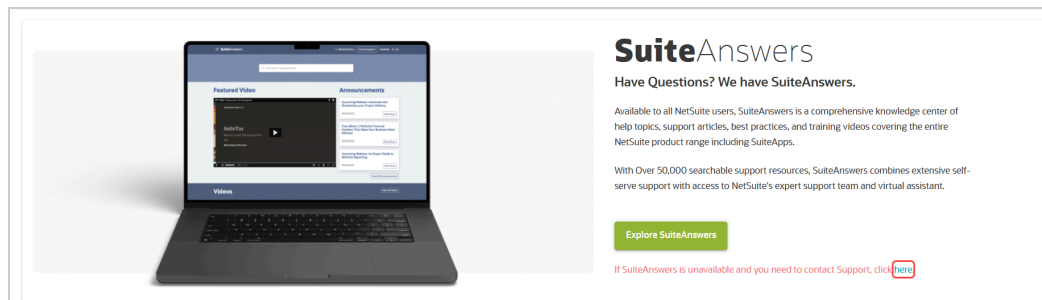 SuiteAnswers
Have Questions? We have SuiteAnswers.
Available to all NetSuite users, SuiteAnswers is a comprehensive knowledge center of
help topics, support articles, best practices, and training videos covering the entire
NetSuite product range including SuiteApps.
With Over 50,000 searchable support resources, SuiteAnswers combines extensive self-
serve support with access to NetSuite's expert support team and virtual assistant.
Explore SuiteAnswers
If SuiteAnswers is unavailable and you need to contact Support, click here.
SuiteAnswers
Featured Video
Announcements
SuiteTax
Videos